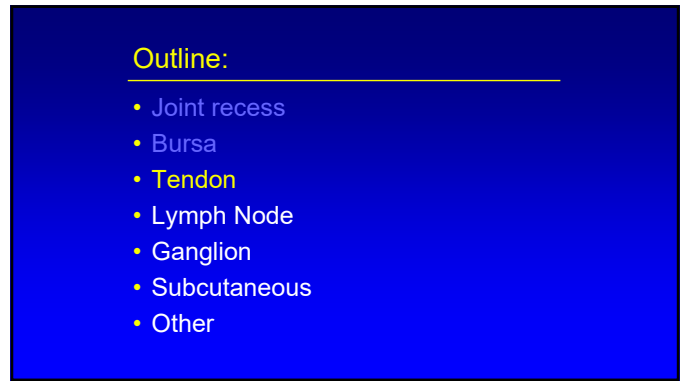 Outline:
• Joint recess
• Bursa
• Tendon
• Lymph Node
• Ganglion
• Subcutaneous
• Other